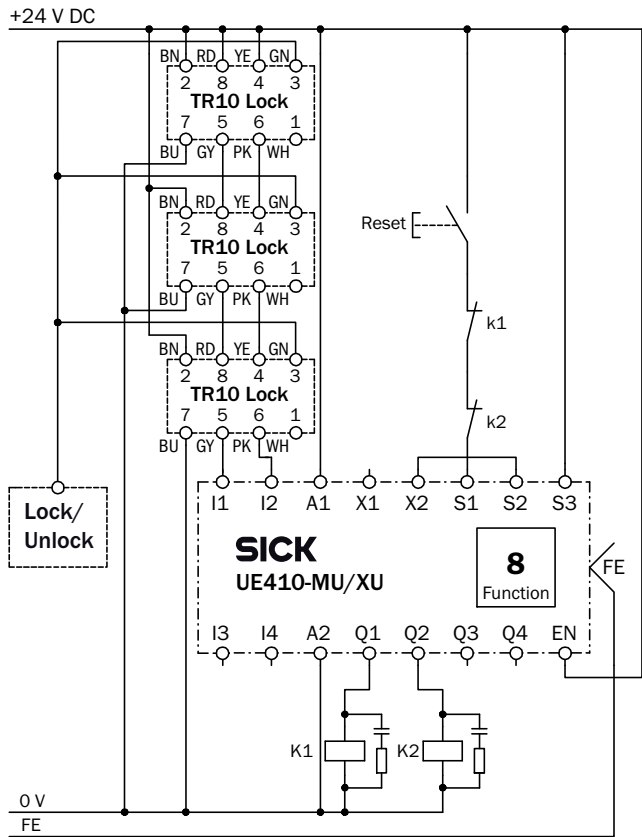 +24 V DC
BN RD YE GN
2 8 4 3
TR10 Lock
7 5 6 1
BU GY PK WH
BN RD YE GN
2 8 4 3
TR10 Lock
7 5 6 1
BU GY PK WH
BN RD YE GN
2 8 4 3
TR10 Lock
7 5 6 1
BU GY PK WH
Reset
k1
k2
Lock/
Unlock
I1 I2 A1 X1 X2 S1 S2 S3
SICK
UE410-MU/XU
8
Function
FE
I3 I4 A2 Q1 Q2 Q3 Q4 EN
K1 K2
0 V
FE